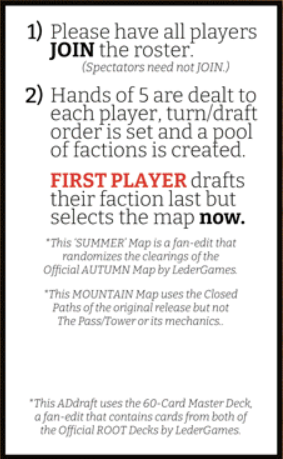 1) Please have all players
JOIN the roster.
(Spectators need not JOIN.)
2) Hands of 5 are dealt to
each player, turn/draft
order is set and a pool
of factions is created.
FIRST PLAYER drafts
their faction last but
selects the map now.
*This 'SUMMER' Map is a fan-edit that
randomizes the clearings of the
Official AUTUMN Map by LederGames.
*This MOUNTAIN Map uses the Closed
Paths of the original release but not
The Pass/Tower or its mechanics..
*This ADdraft uses the 60-Card Master Deck,
a fan-edit that contains cards from both of
the Official ROOT Decks by LederGames.